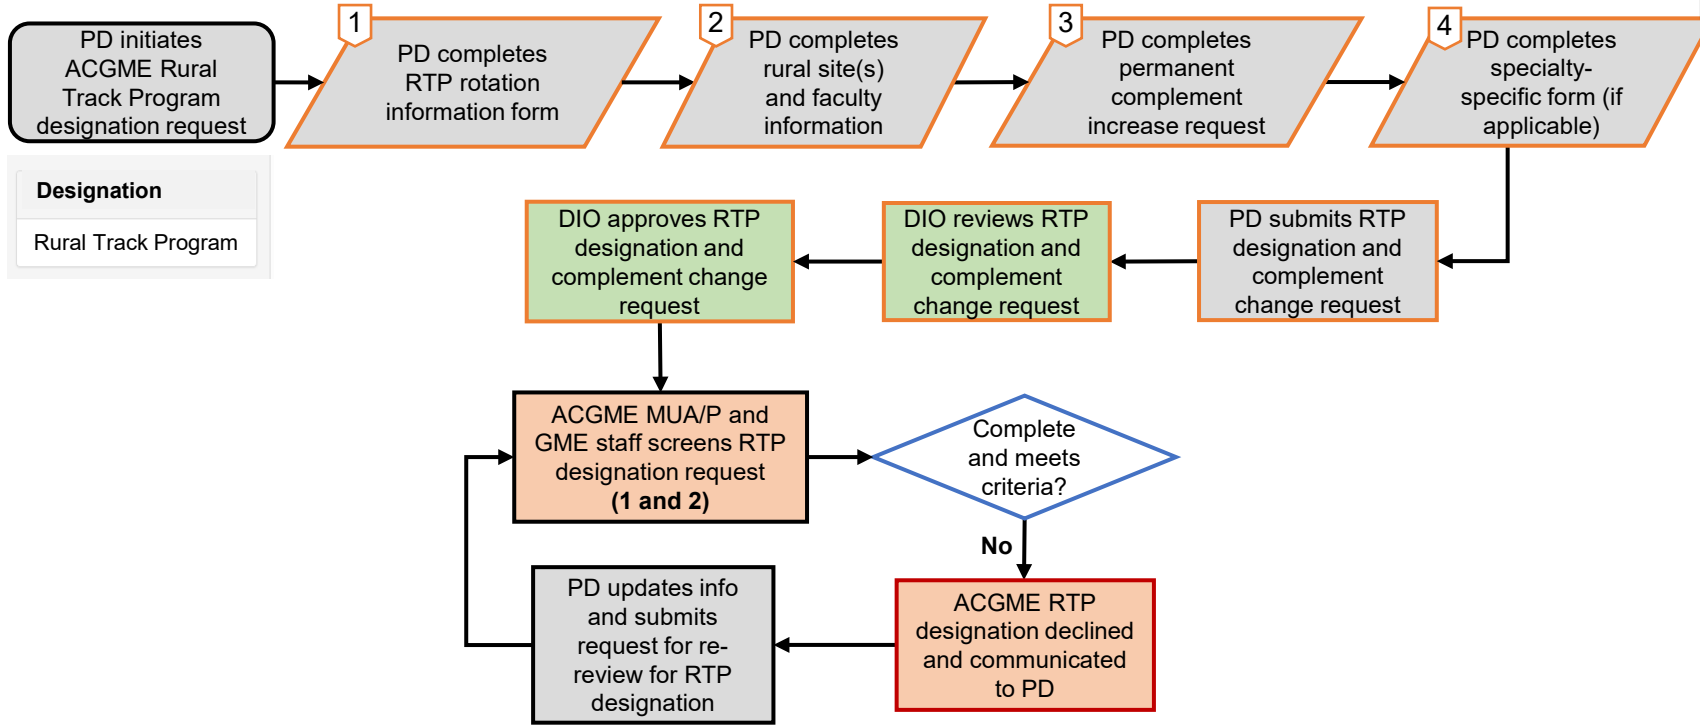 PD initiates
ACGME Rural
Track Program
designation request
1
PD completes
RTP rotation
information form
2
PD completes
rural site(s)
and faculty
information
3
PD completes
permanent
complement
increase request
4
PD completes
specialty-
specific form (if
applicable)
Designation
Rural Track Program
DIO approves RTP
designation and
complement change
request
DIO reviews RTP
designation and
complement
change request
PD submits RTP
designation and
complement
change request
ACGME MUA/P and
GME staff screens RTP
designation request
(1 and 2)
Complete
and meets
criteria?
No
PD updates info
and submits
request for re-
review for RTP
designation
ACGME RTP
designation declined
and communicated
to PD